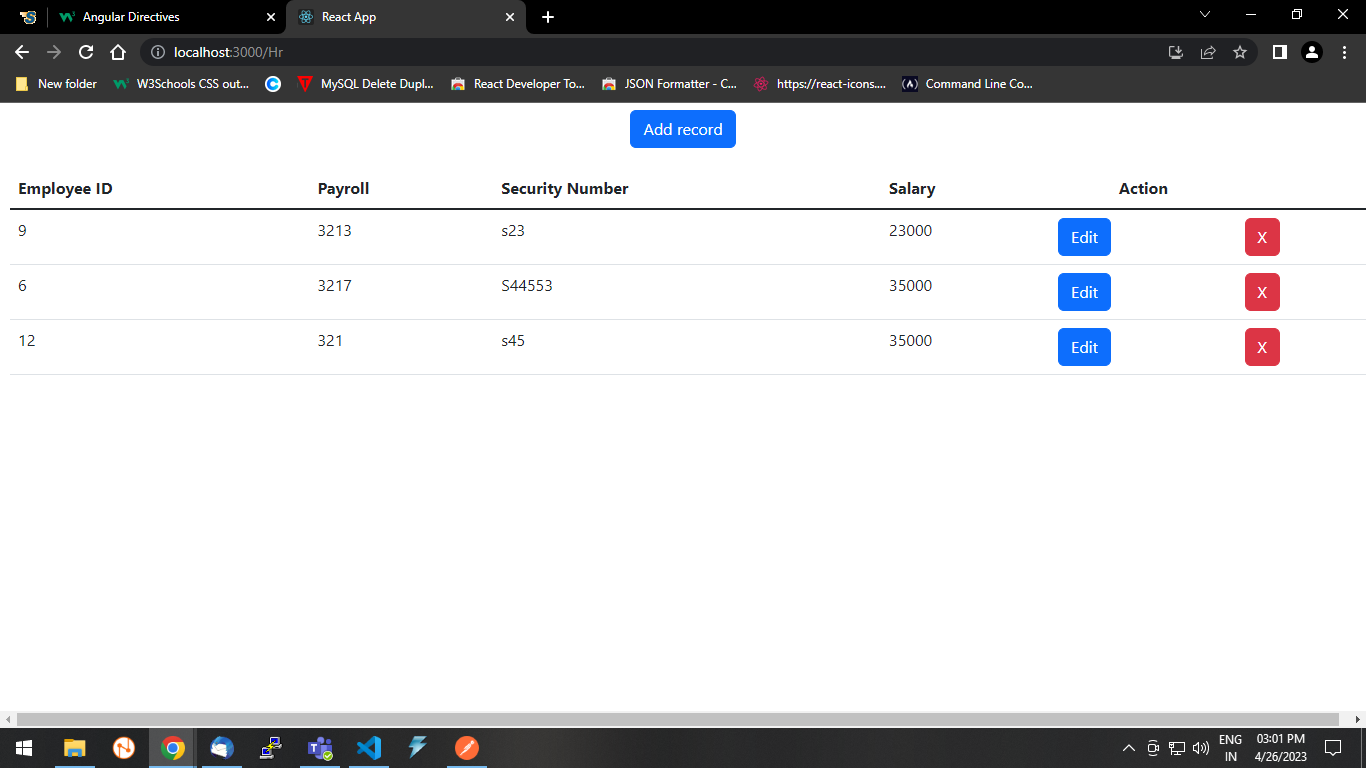 Angular Directives
React App
localhost:3000/Hr
New folder W3Schools CSS out... MySQL Delete Dupl... React Developer To... JSON Formatter - C... https://react-icons.... Command Line Co...
Add record
Employee ID Payroll Security Number Salary Action
9 3213 s23 23000 Edit X
6 3217 S44553 35000 Edit X
12 321 s45 35000 Edit X
ENG 03:01 PM
IN 4/26/2023